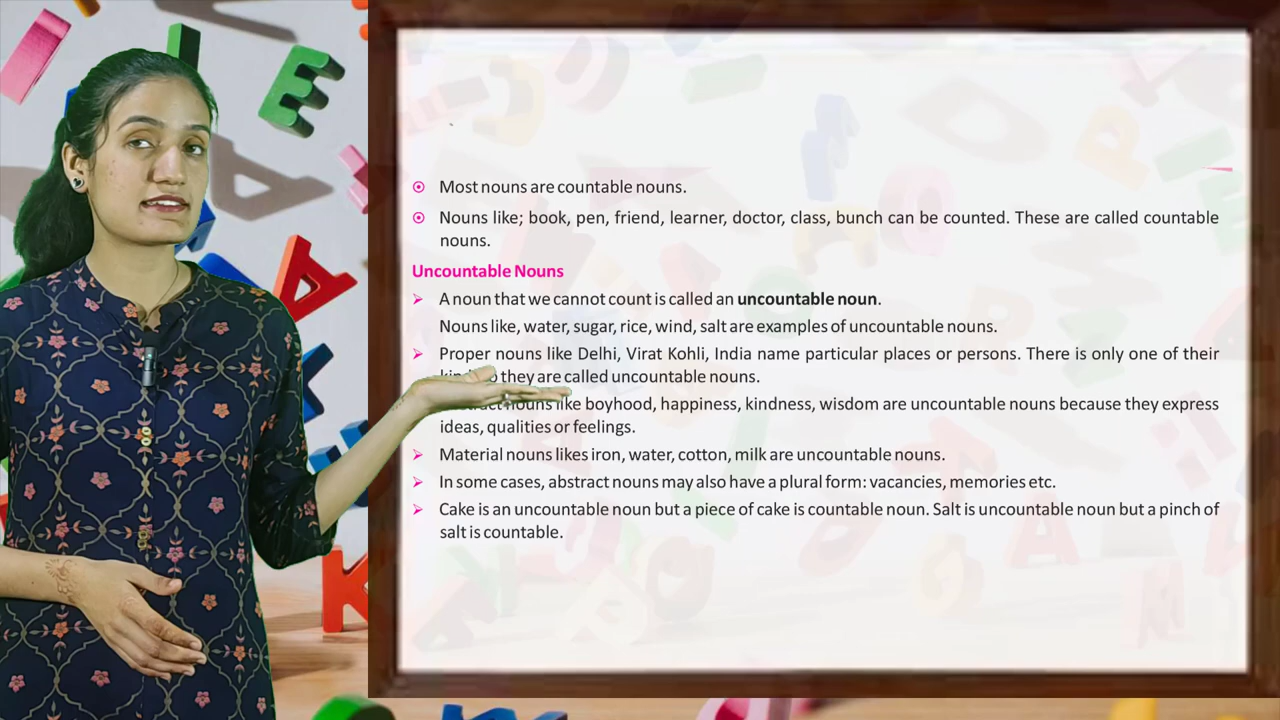 Most nouns are countable nouns.
Nouns like; book, pen, friend, learner, doctor, class, bunch can be counted. These are called countable
nouns.
Uncountable Nouns
A noun that we cannot count is called an uncountable noun.
Nouns like, water, sugar, rice, wind, salt are examples of uncountable nouns.
Proper nouns like Delhi, Virat Kohli, India name particular places or persons. There is only one of their
they are called uncountable nouns.
nouns like boyhood, happiness, kindness, wisdom are uncountable nouns because they express
ideas, qualities or feelings.
Material nouns likes iron, water, cotton, milk are uncountable nouns.
In some cases, abstract nouns may also have a plural form: vacancies, memories etc.
Cake is an uncountable noun but a piece of cake is countable noun. Salt is uncountable noun but a pinch of
salt is countable.